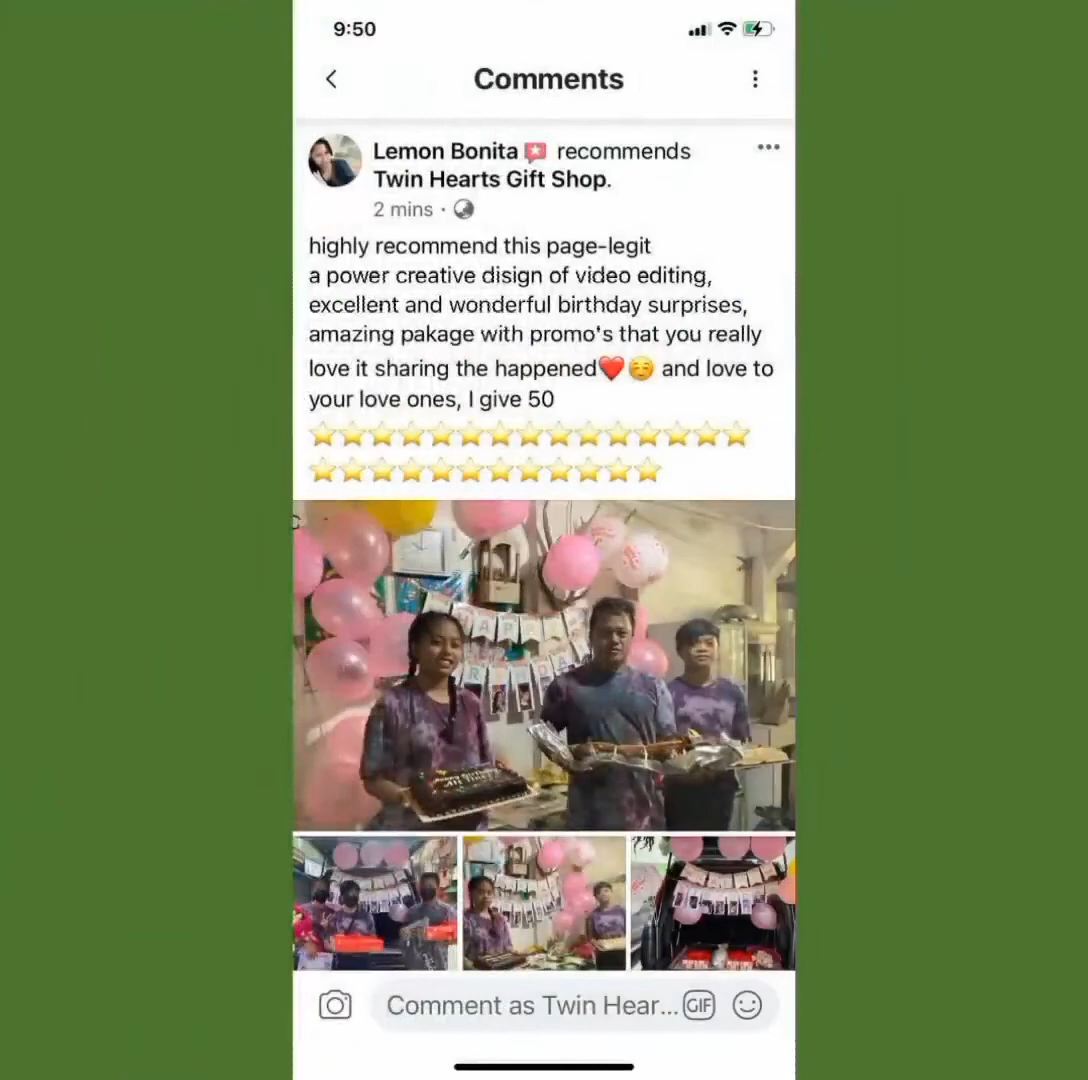 9:50
Comments
Lemon Bonita recommends
Twin Hearts Gift Shop.
2 mins ·
highly recommend this page-legit
a power creative disign of video editing,
excellent and wonderful birthday surprises,
amazing pakage with promo's that you really
love it sharing the happened❤️☺️ and love to
your love ones, I give 50
⭐⭐⭐⭐⭐⭐⭐⭐⭐⭐⭐⭐⭐⭐⭐
⭐⭐⭐⭐⭐⭐⭐⭐⭐⭐⭐⭐
Comment as Twin Hear... GIF